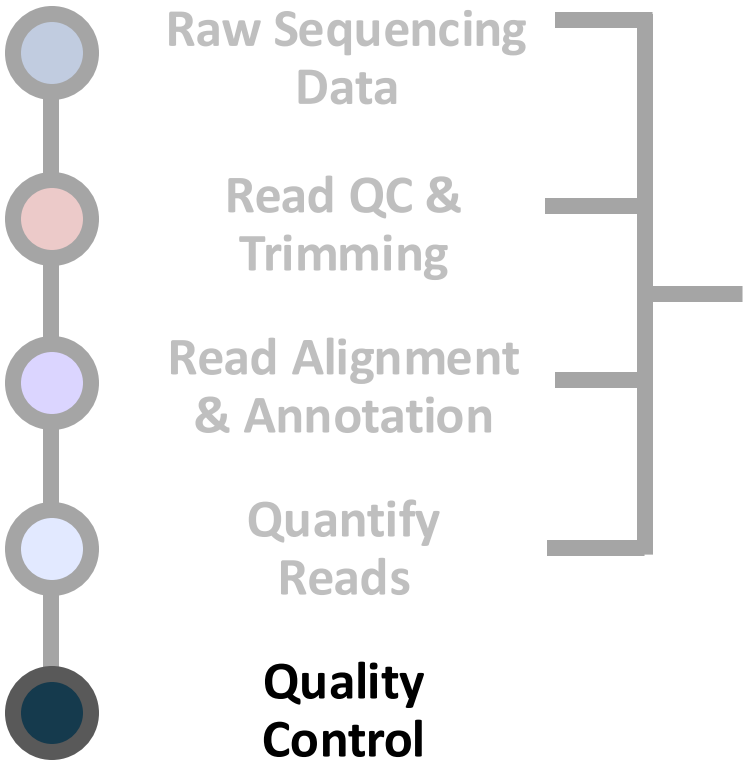 Raw Sequencing
Data
Read QC &
Trimming
Read Alignment
& Annotation
Quantify
Reads
Quality
Control